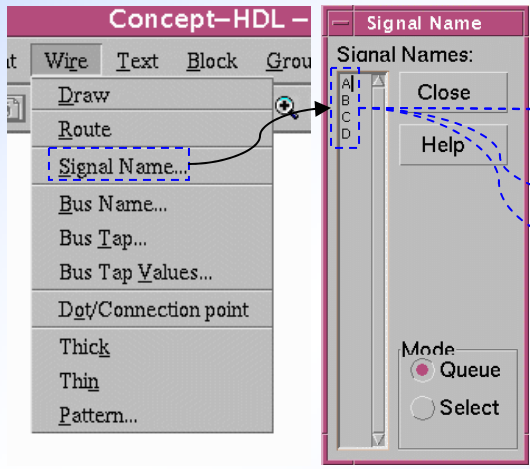 Concept-HDL -
Wire Text Block Grou
Draw
Route
Signal Name...
Bus Name...
Bus Tap...
Bus Tap Values...
Dot/Connection point
Thick
Thin
Pattern...
Signal Name
Signal Names:
A
B
C
D
Close
Help
Mode
Queue
Select